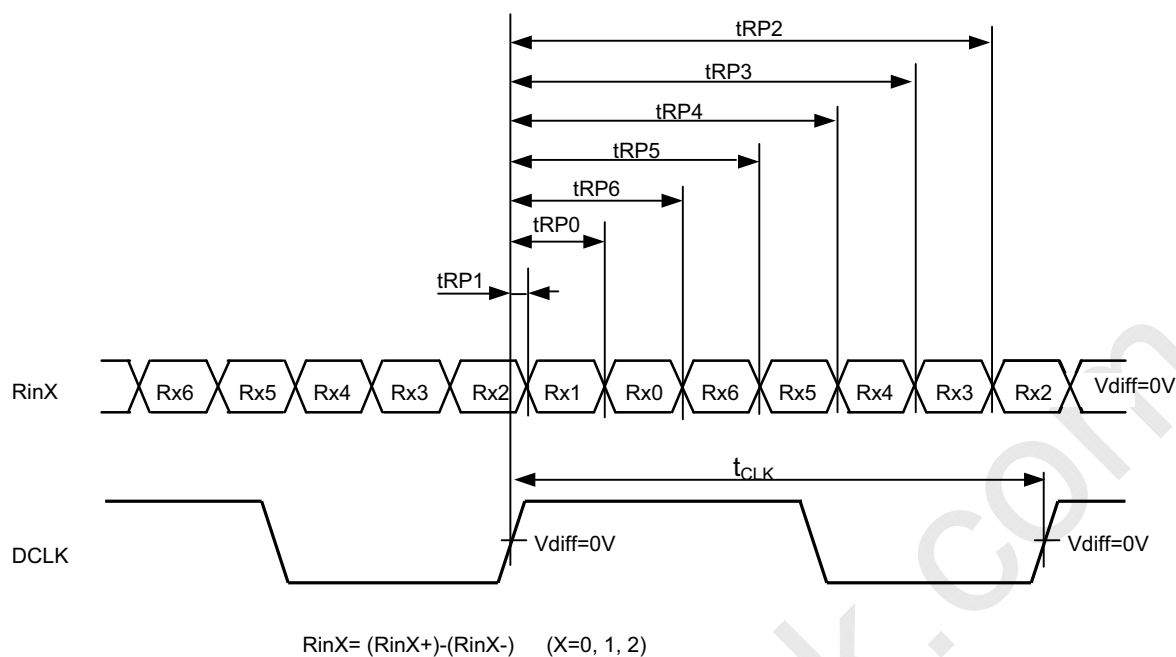 tRP2
tRP3
tRP4
tRP5
tRP6
tRP0
tRP1
RinX Rx6 Rx5 Rx4 Rx3 Rx2 Rx1 Rx0 Rx6 Rx5 Rx4 Rx3 Rx2 Vdiff=0V
tCLK
DCLK Vdiff=0V Vdiff=0V
RinX= (RinX+)-(RinX-) (X=0, 1, 2)